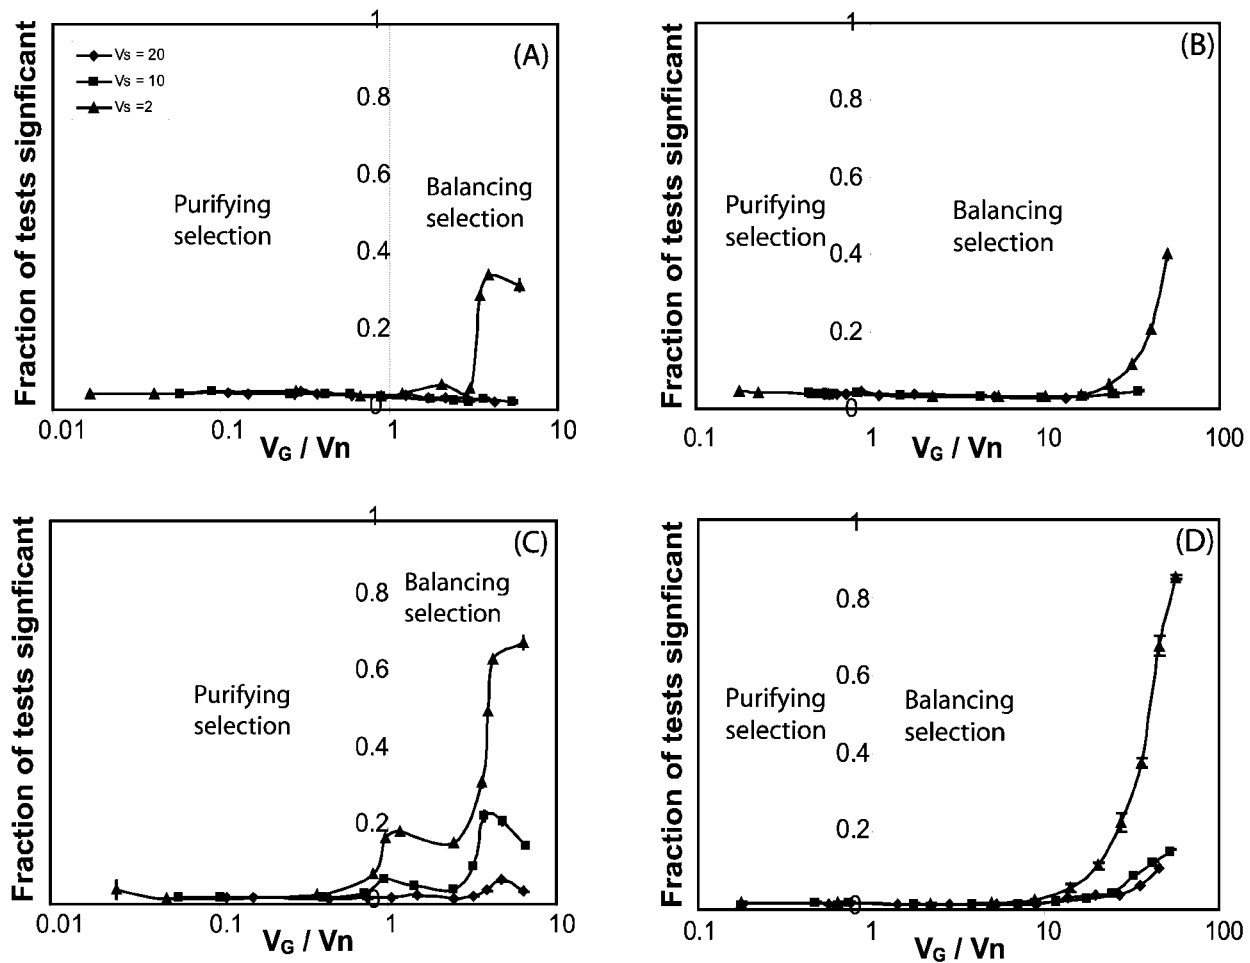 Fraction of tests signficant
1
(A)
Vs = 20
Vs = 10
Vs =2
0.8
0.6
0.4
0.2
0
Purifying
selection
Balancing
selection
0.01
0.1
1
10
VG / Vn
Fraction of tests signficant
1
(B)
0.8
0.6
0.4
0.2
0
Purifying
selection
Balancing
selection
0.1
1
10
100
VG / Vn
Fraction of tests signficant
1
(C)
0.8
0.6
0.4
0.2
0
Balancing
selection
Purifying
selection
0.01
0.1
1
10
VG / Vn
Fraction of tests signficant
1
(D)
0.8
0.6
0.4
0.2
0
Purifying
selection
Balancing
selection
0.1
1
10
100
VG / Vn